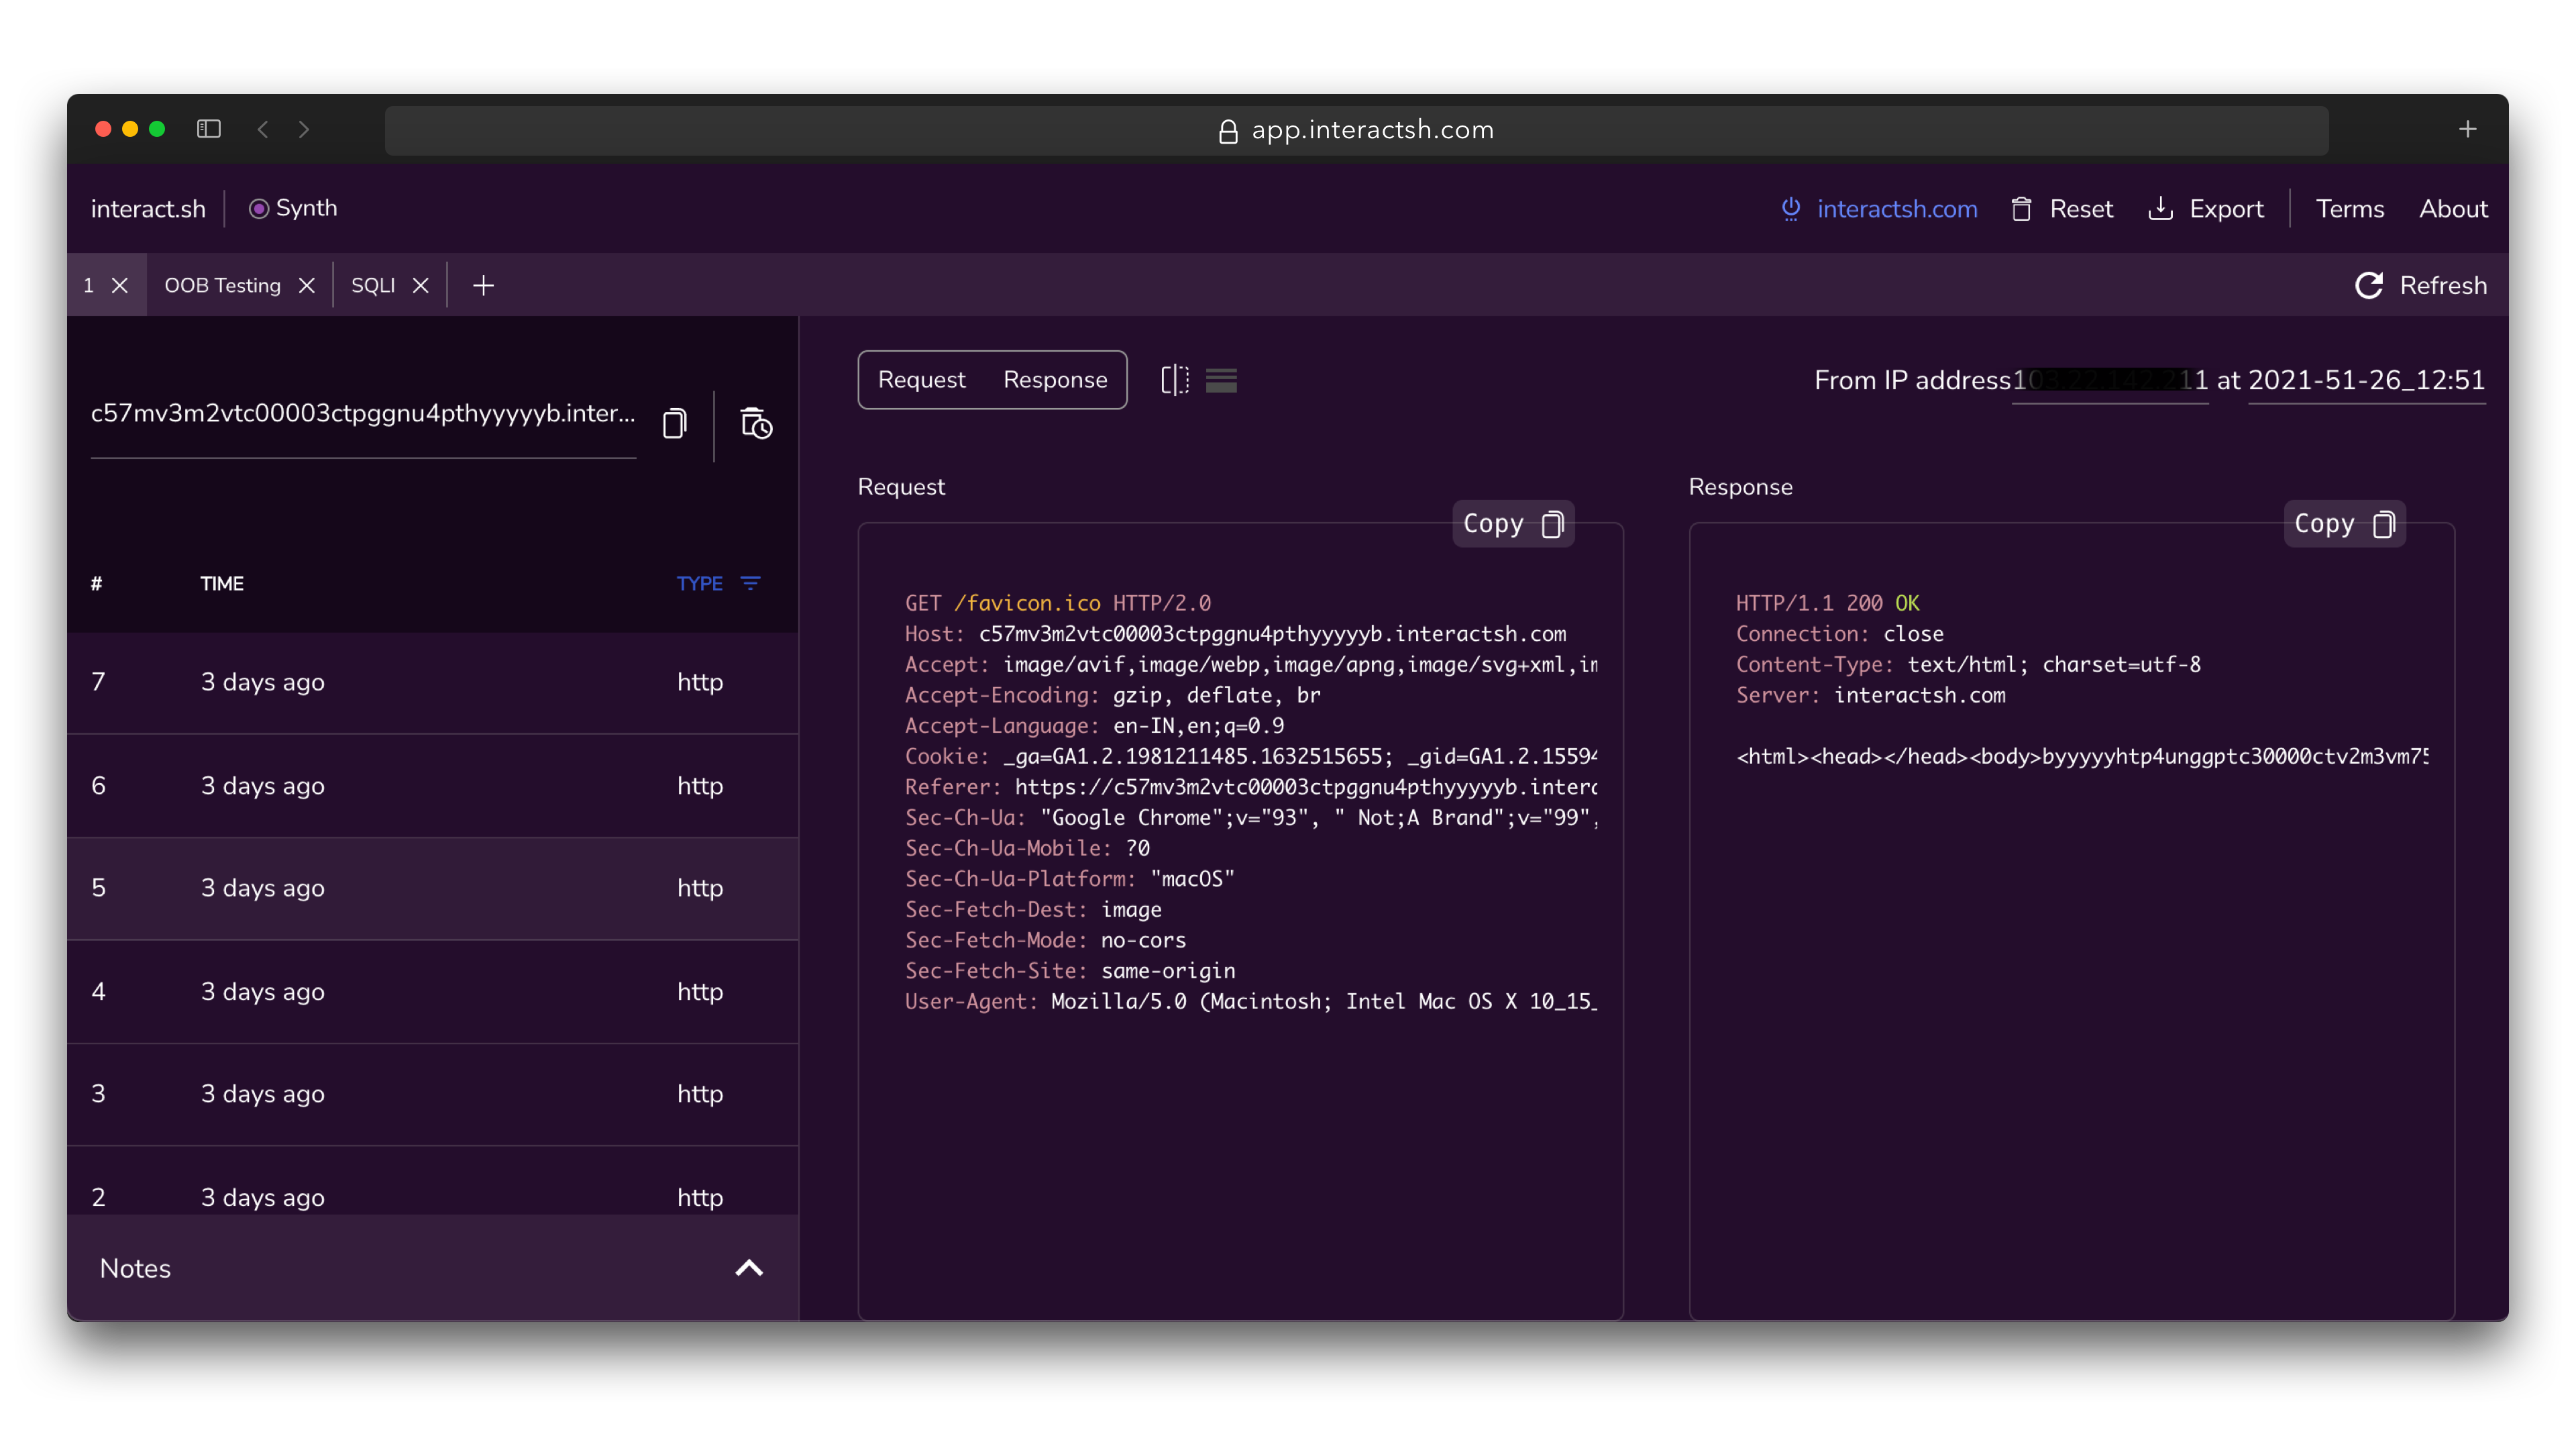 app.interactsh.com
interact.sh Synth interactsh.com Reset Export Terms About
1 OOB Testing SQLI Refresh
c57mv3m2vtc00003ctpggnu4pthyyyyyb.inter...
Request Response From IP address at 2021-51-26_12:51
# TIME TYPE
7 3 days ago http
6 3 days ago http
5 3 days ago http
4 3 days ago http
3 3 days ago http
2 3 days ago http
Notes
Request
Copy
GET /favicon.ico HTTP/2.0
Host: c57mv3m2vtc00003ctpggnu4pthyyyyyb.interactsh.com
Accept: image/avif,image/webp,image/apng,image/svg+xml,im
Accept-Encoding: gzip, deflate, br
Accept-Language: en-IN,en;q=0.9
Cookie: _ga=GA1.2.1981211485.1632515655; _gid=GA1.2.15594
Referer: https://c57mv3m2vtc00003ctpggnu4pthyyyyyb.intera
Sec-Ch-Ua: "Google Chrome";v="93", " Not;A Brand";v="99",
Sec-Ch-Ua-Mobile: ?0
Sec-Ch-Ua-Platform: "macOS"
Sec-Fetch-Dest: image
Sec-Fetch-Mode: no-cors
Sec-Fetch-Site: same-origin
User-Agent: Mozilla/5.0 (Macintosh; Intel Mac OS X 10_15_
Response
Copy
HTTP/1.1 200 OK
Connection: close
Content-Type: text/html; charset=utf-8
Server: interactsh.com
<html><head></head><body>byyyyyhtp4unggptc30000ctv2m3vm75